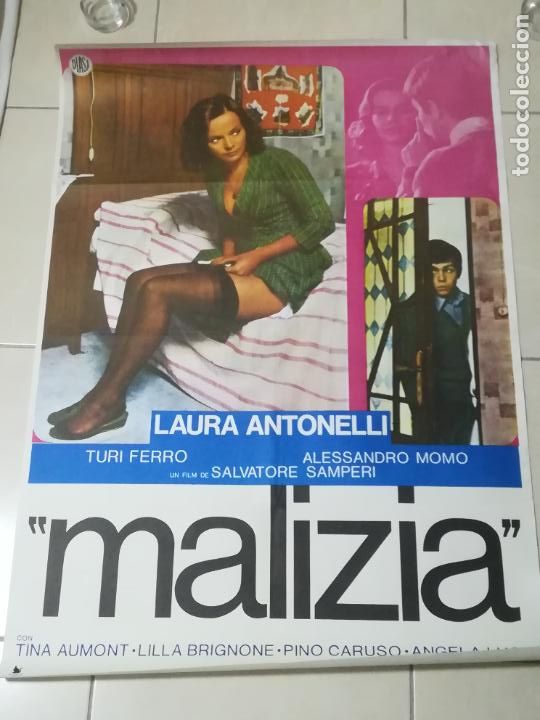 LAURA ANTONELLI
TURI FERRO ALESSANDRO MOMO
UN FILM DE SALVATORE SAMPERI
"malizia"
CON
TINA AUMONT · LILLA BRIGNONE · PINO CARUSO · ANGELA
todocoleccion